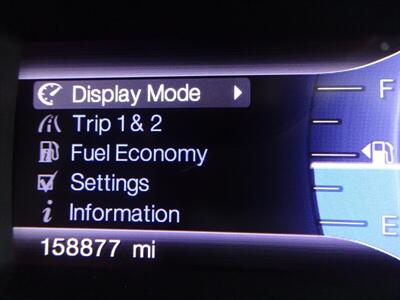 Display Mode
F
Trip 1 & 2
Fuel Economy
Settings
Information
E
158877 mi